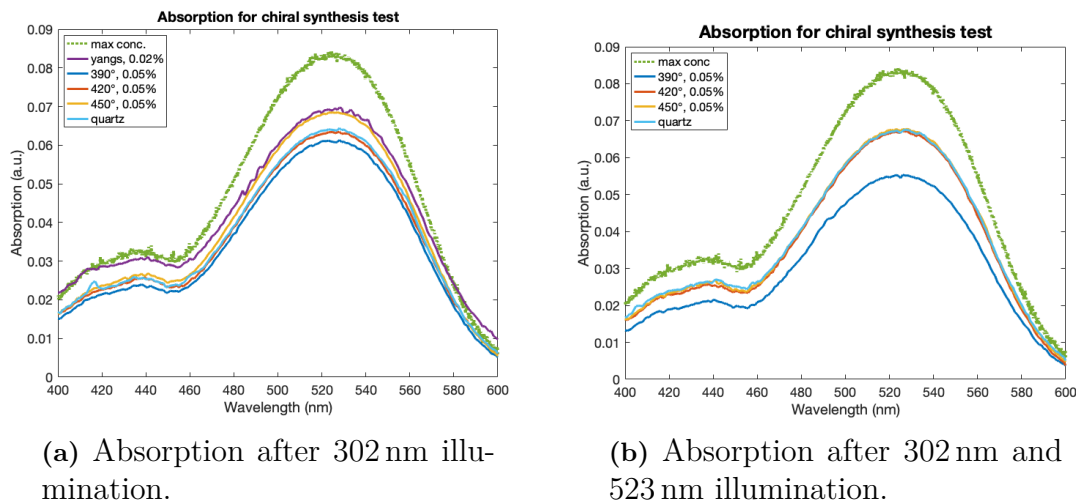 Absorption for chiral synthesis test
0.09
0.08
0.07
0.06
0.05
0.04
0.03
0.02
0.01
0
Absorption (a.u.)
max conc.
yangs, 0.02%
390°, 0.05%
420°, 0.05%
450°, 0.05%
quartz
400 420 440 460 480 500 520 540 560 580 600
Wavelength (nm)
(a) Absorption after 302 nm illu-
mination.
Absorption for chiral synthesis test
0.09
0.08
0.07
0.06
0.05
0.04
0.03
0.02
0.01
0
Absorption (a.u.)
max conc
390°, 0.05%
420°, 0.05%
450°, 0.05%
quartz
400 420 440 460 480 500 520 540 560 580 600
Wavelength (nm)
(b) Absorption after 302 nm and
523 nm illumination.